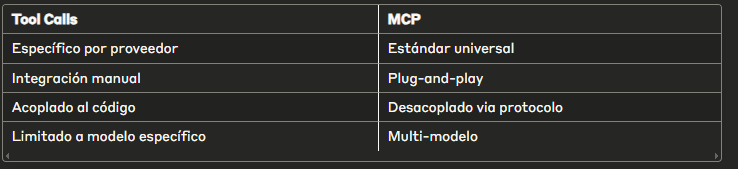 Tool Calls MCP
Específico por proveedor Estándar universal
Integración manual Plug-and-play
Acoplado al código Desacoplado via protocolo
Limitado a modelo específico Multi-modelo